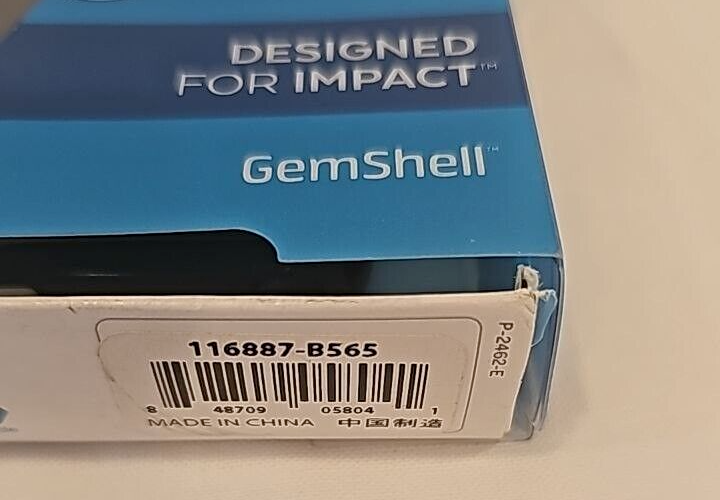 DESIGNED
FOR IMPACT™
GemShell™
116887-B565
8 48709 05804 1
MADE IN CHINA 中国制造
P-2462-E